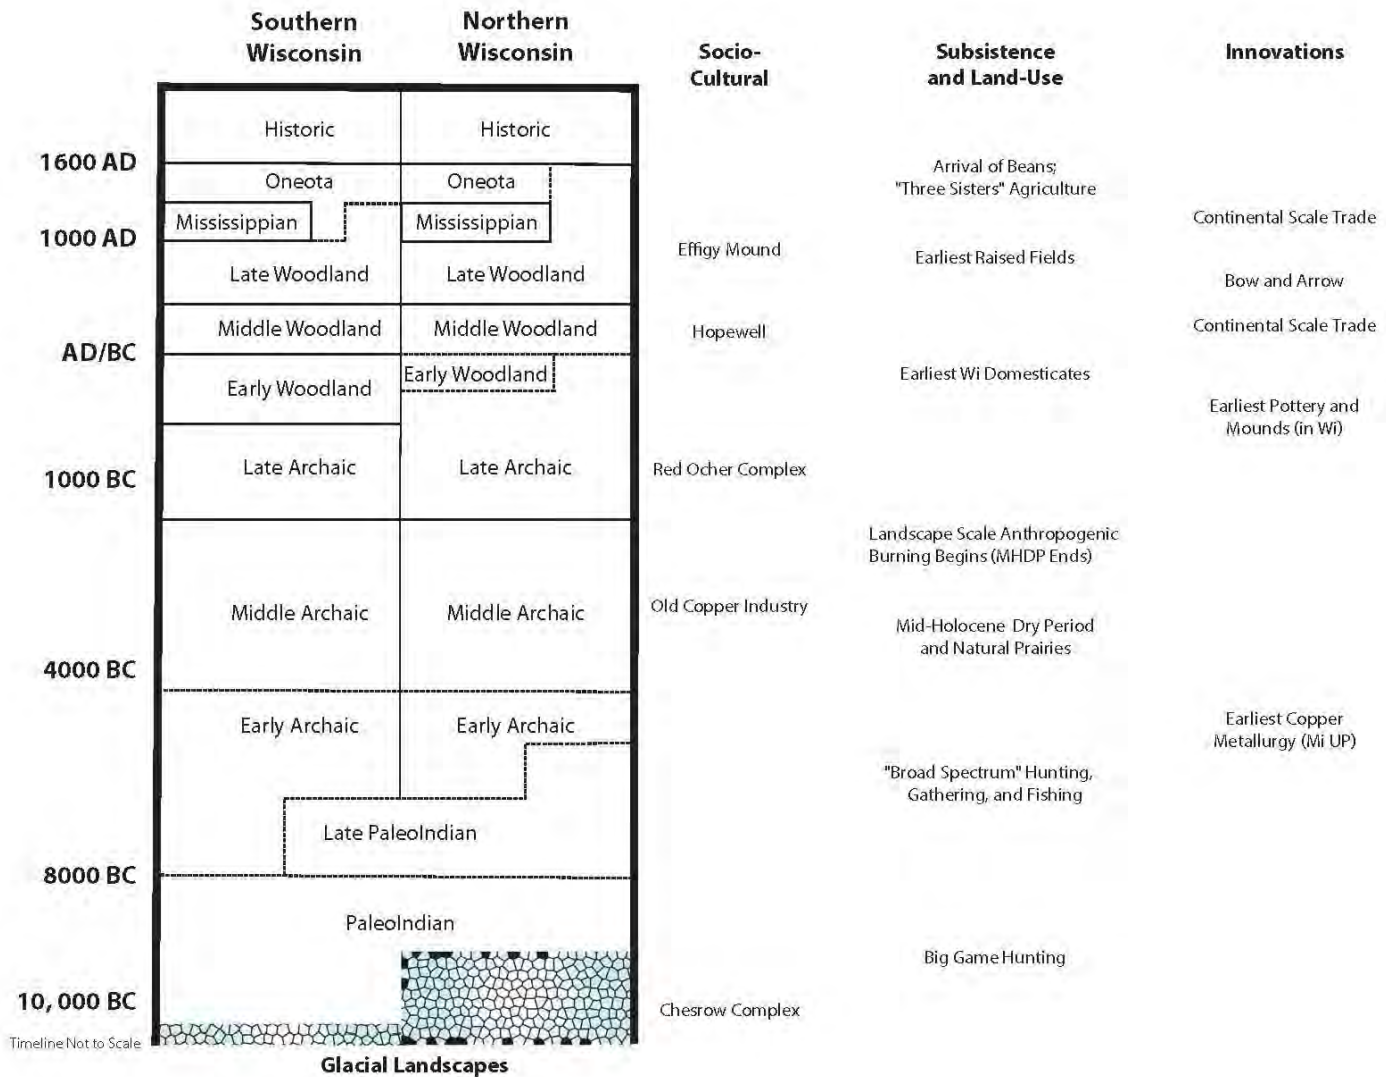 Southern
Wisconsin
Northern
Wisconsin
Socio-
Cultural
Subsistence
and Land-Use
Innovations
Historic
Historic
1600 AD
Arrival of Beans;
"Three Sisters" Agriculture
Oneota
Oneota
Mississippian
Mississippian
Continental Scale Trade
1000 AD
Effigy Mound
Earliest Raised Fields
Late Woodland
Late Woodland
Bow and Arrow
Middle Woodland
Middle Woodland
Hopewell
Continental Scale Trade
AD/BC
Early Woodland
Early Woodland
Earliest Wi Domesticates
Earliest Pottery and
Mounds (in Wi)
Late Archaic
Late Archaic
Red Ocher Complex
1000 BC
Landscape Scale Anthropogenic
Burning Begins (MHDP Ends)
Middle Archaic
Middle Archaic
Old Copper Industry
Mid-Holocene Dry Period
and Natural Prairies
4000 BC
Early Archaic
Early Archaic
Earliest Copper
Metallurgy (Mi UP)
"Broad Spectrum" Hunting,
Gathering, and Fishing
Late PaleoIndian
8000 BC
PaleoIndian
Big Game Hunting
10, 000 BC
Chesrow Complex
Timeline Not to Scale
Glacial Landscapes